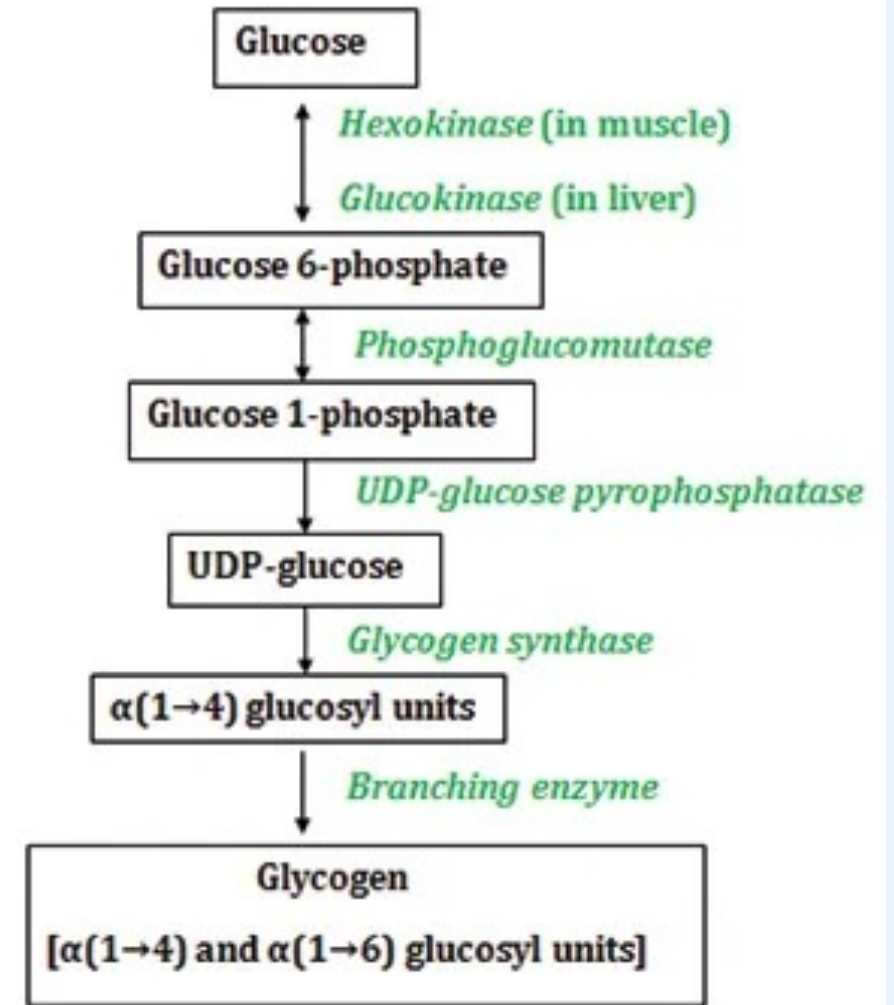 Glucose
Hexokinase (in muscle)
Glucokinase (in liver)
Glucose 6-phosphate
Phosphoglucomutase
Glucose 1-phosphate
UDP-glucose pyrophosphatase
UDP-glucose
Glycogen synthase
α(1→4) glucosyl units
Branching enzyme
Glycogen
[α(1→4) and α(1→6) glucosyl units]